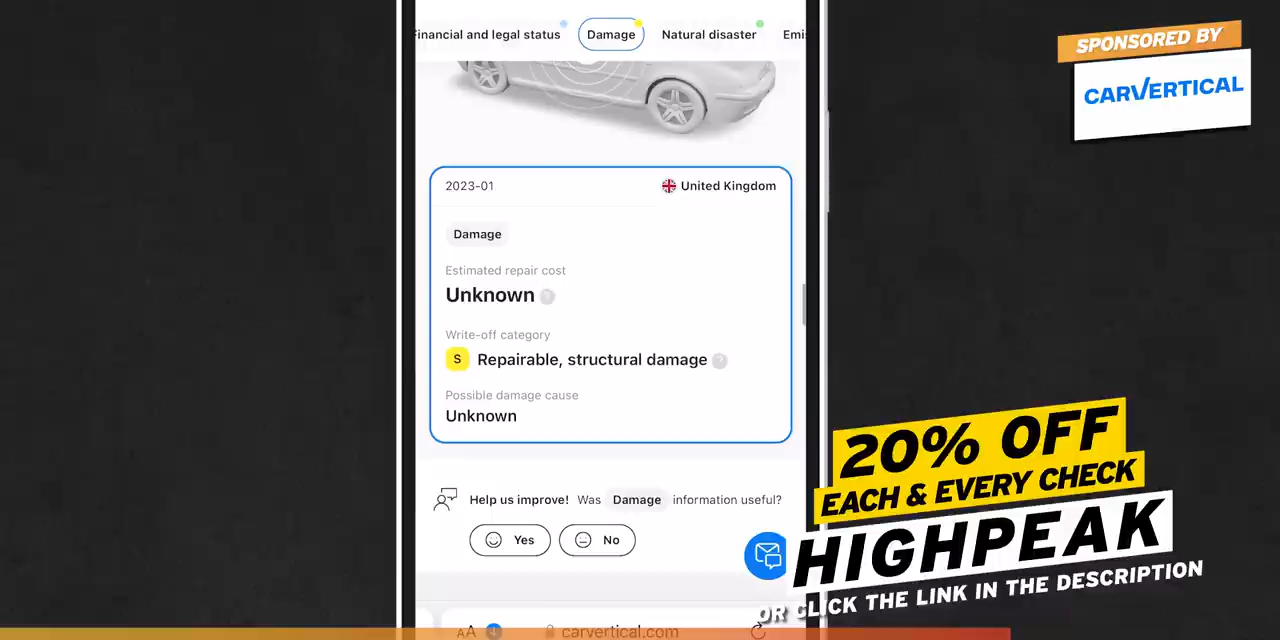 Financial and legal status
Damage
Natural disaster
Emis
SPONSORED BY
CARVERTICAL
2023-01
United Kingdom
Damage
Estimated repair cost
Unknown ?
Write-off category
S Repairable, structural damage ?
Possible damage cause
Unknown
Help us improve! Was Damage information useful?
Yes
No
20% OFF
EACH & EVERY CHECK
HIGHPEAK
OR CLICK THE LINK IN THE DESCRIPTION
AA
carvertical.com